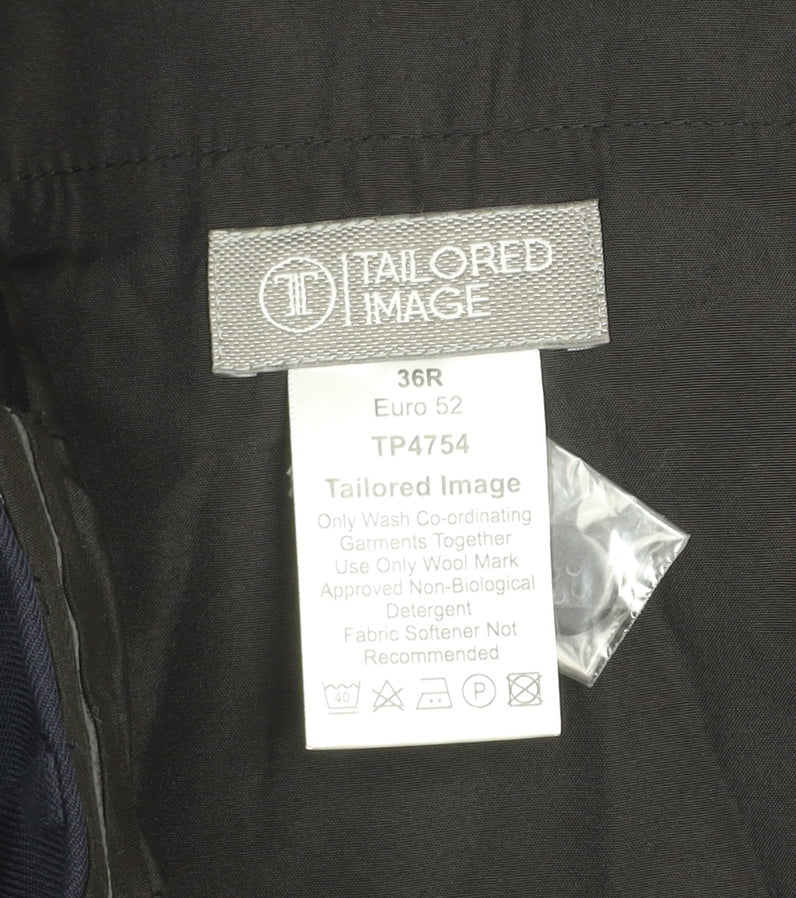 TI TAILORED
IMAGE
36R
Euro 52
TP4754
Tailored Image
Only Wash Co-ordinating
Garments Together
Use Only Wool Mark
Approved Non-Biological
Detergent
Fabric Softener Not
Recommended
40 P